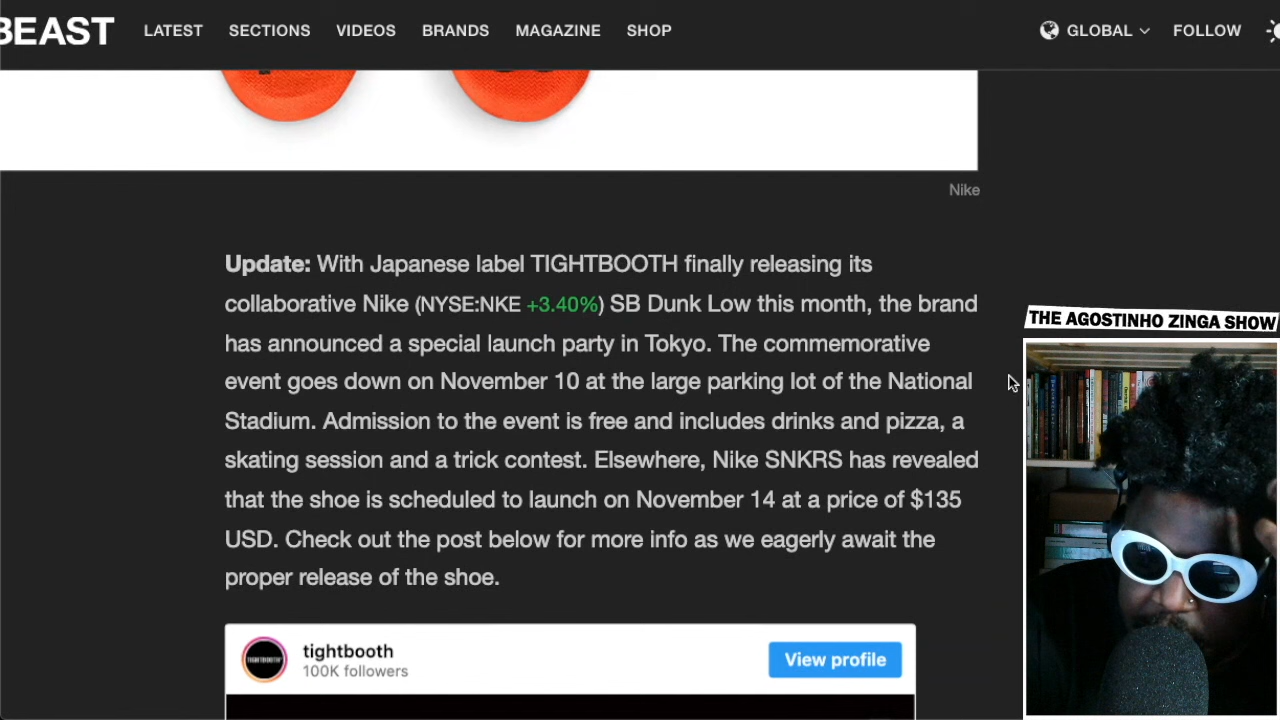 BEAST LATEST SECTIONS VIDEOS BRANDS MAGAZINE SHOP GLOBAL FOLLOW
Nike
Update: With Japanese label TIGHTBOOTH finally releasing its
collaborative Nike (NYSE:NKE +3.40%) SB Dunk Low this month, the brand
has announced a special launch party in Tokyo. The commemorative
event goes down on November 10 at the large parking lot of the National
Stadium. Admission to the event is free and includes drinks and pizza, a
skating session and a trick contest. Elsewhere, Nike SNKRS has revealed
that the shoe is scheduled to launch on November 14 at a price of $135
USD. Check out the post below for more info as we eagerly await the
proper release of the shoe.
THE AGOSTINHO ZINGA SHOW
TIGHTBOOTH
tightbooth
100K followers
View profile